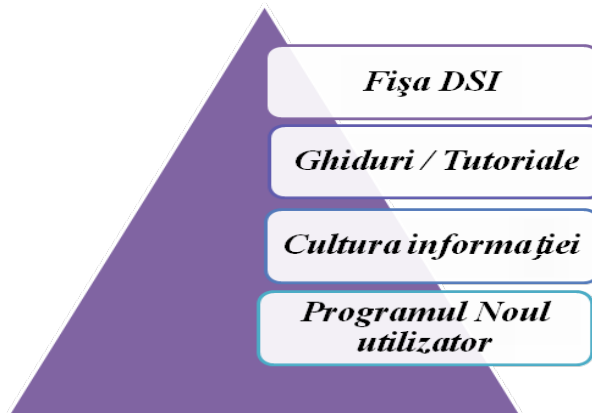 Fişa DSI
Ghiduri / Tutoriale
Cultura informaţiei
Programul Noul
utilizator